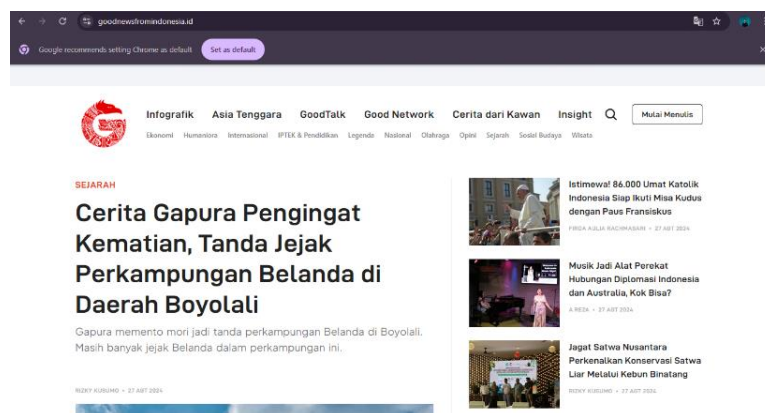 goodnewsfromindonesia.id
Google recommends setting Chrome as default
Set as default
Infografik Asia Tenggara GoodTalk Good Network Cerita dari Kawan Insight
Mulai Menulis
Ekonomi Humaniora Internasional IPTEK & Pendidikan Legenda Nasional Olahraga Opini Sejarah Sosial Budaya Wisata
SEJARAH
Cerita Gapura Pengingat
Kematian, Tanda Jejak
Perkampungan Belanda di
Daerah Boyolali
Gapura memento mori jadi tanda perkampungan Belanda di Boyolali.
Masih banyak jejak Belanda dalam perkampungan ini.
RIZKY KUSUMO • 27 AGT 2024
Istimewa! 86.000 Umat Katolik
Indonesia Siap Ikuti Misa Kudus
dengan Paus Fransiskus
FIRDA AULIA RACHMASARI • 27 AGT 2024
Musik Jadi Alat Perekat
Hubungan Diplomasi Indonesia
dan Australia, Kok Bisa?
A REZA • 27 AGT 2024
Jagat Satwa Nusantara
Perkenalkan Konservasi Satwa
Liar Melalui Kebun Binatang
RIZKY KUSUMO • 27 AGT 2024